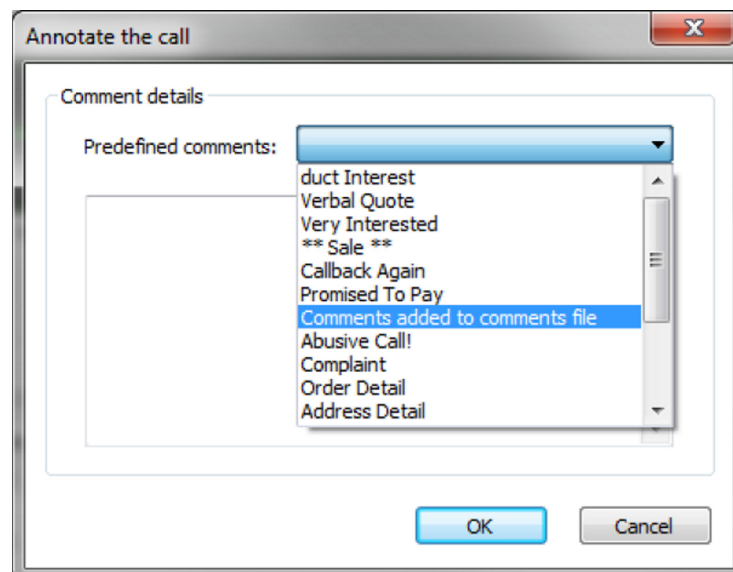 Annotate the call
Comment details
Predefined comments:
duct Interest
Verbal Quote
Very Interested
** Sale **
Callback Again
Promised To Pay
Comments added to comments file
Abusive Call!
Complaint
Order Detail
Address Detail
OK
Cancel